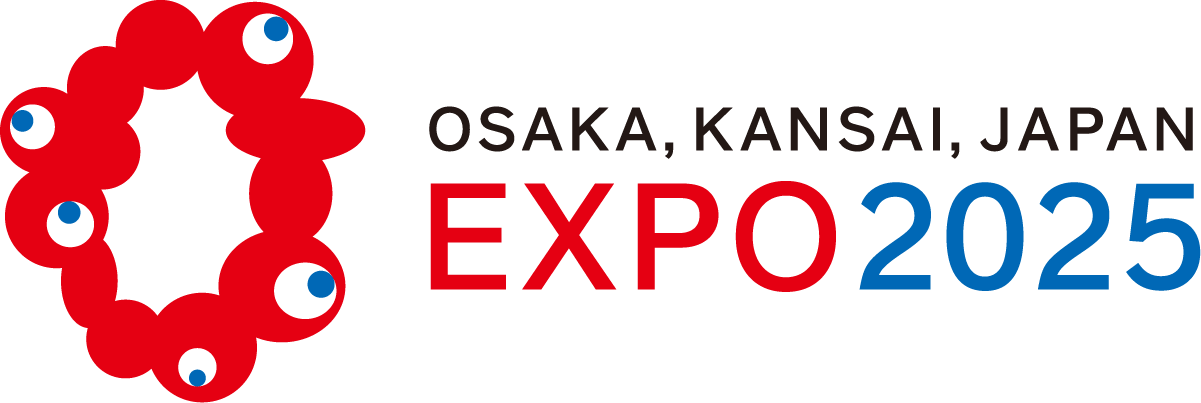 OSAKA, KANSAI, JAPAN
EXPO2025